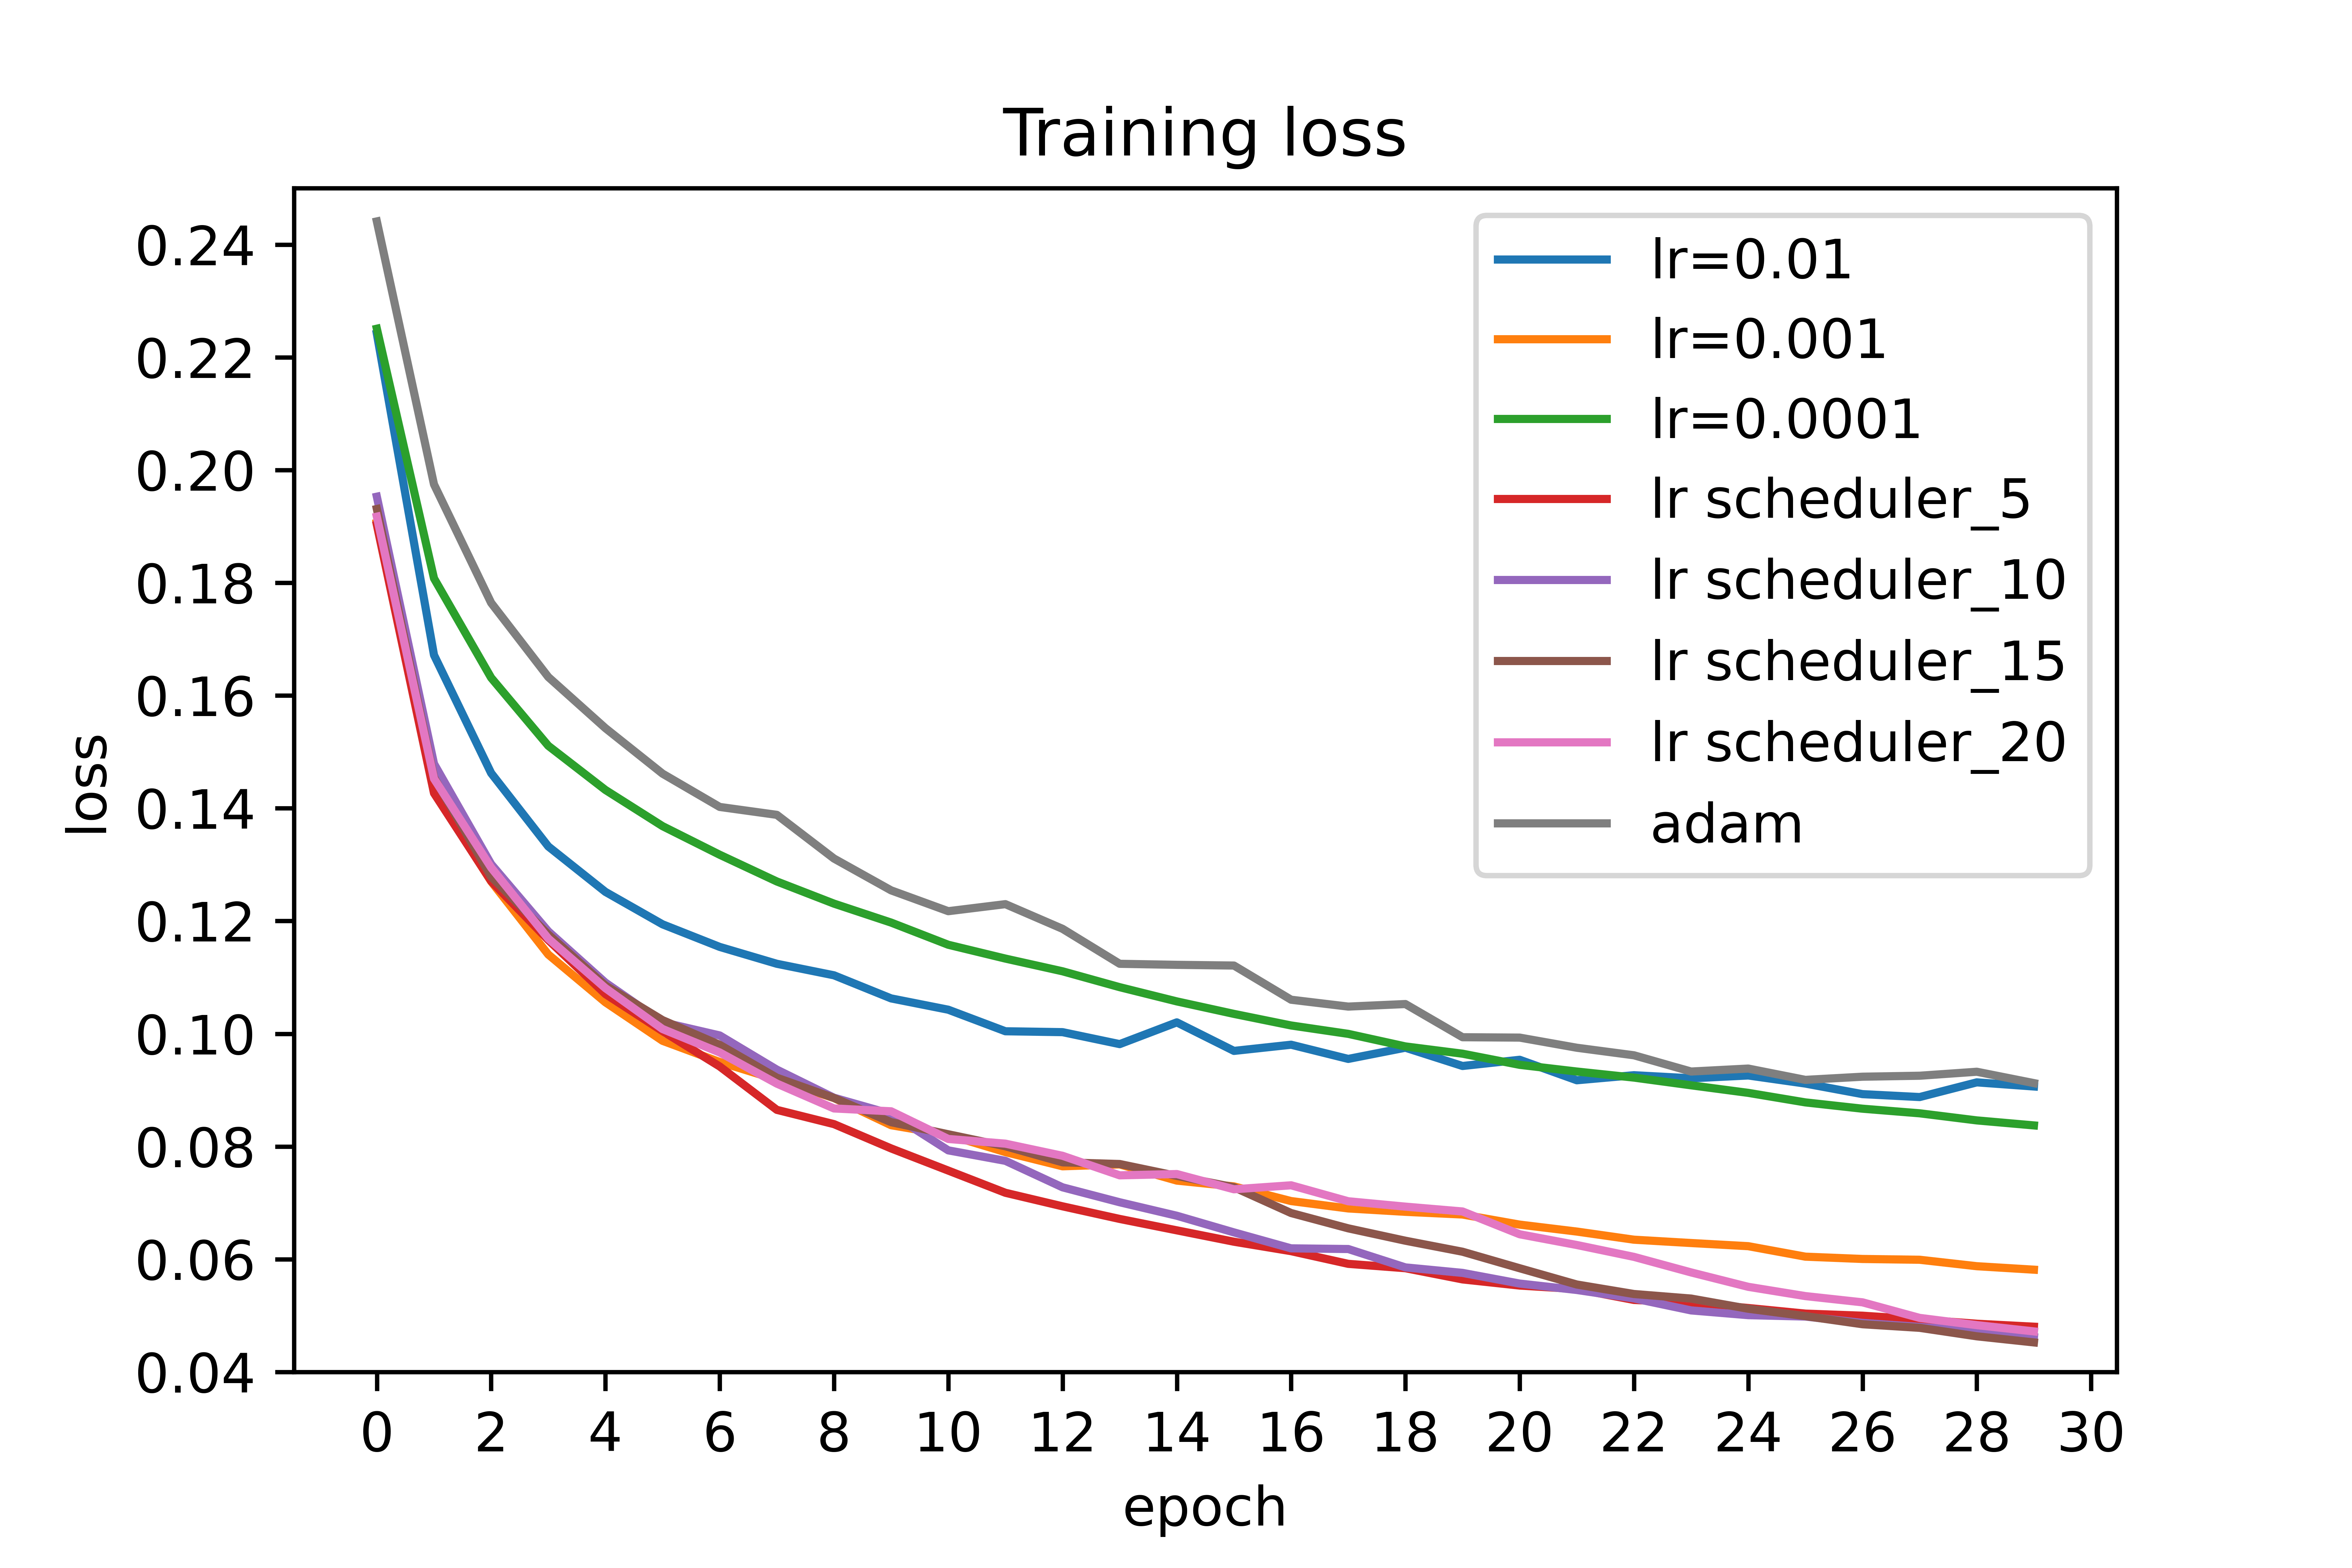 Training loss
lr=0.01
lr=0.001
lr=0.0001
lr scheduler_5
lr scheduler_10
lr scheduler_15
lr scheduler_20
adam
loss
0.24
0.22
0.20
0.18
0.16
0.14
0.12
0.10
0.08
0.06
0.04
0 2 4 6 8 10 12 14 16 18 20 22 24 26 28 30
epoch